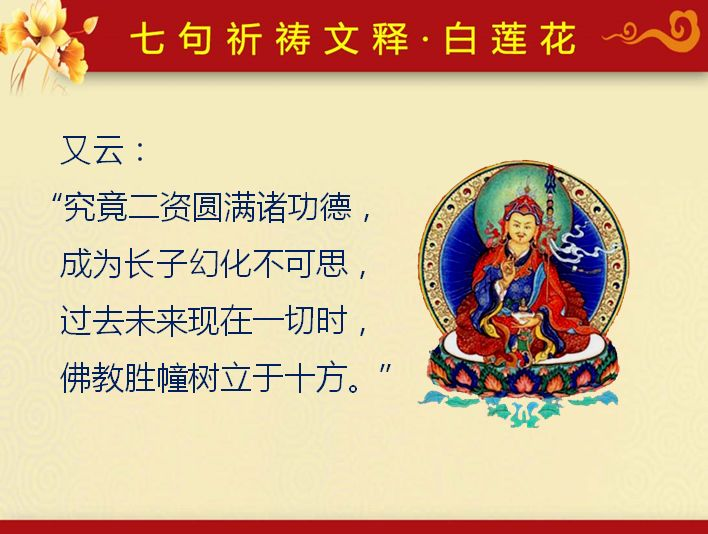 七句祈祷文释·白莲花
又云：
“究竟二资圆满诸功德，
成为长子幻化不可思，
过去未来现在一切时，
佛教胜幢树立于十方。”